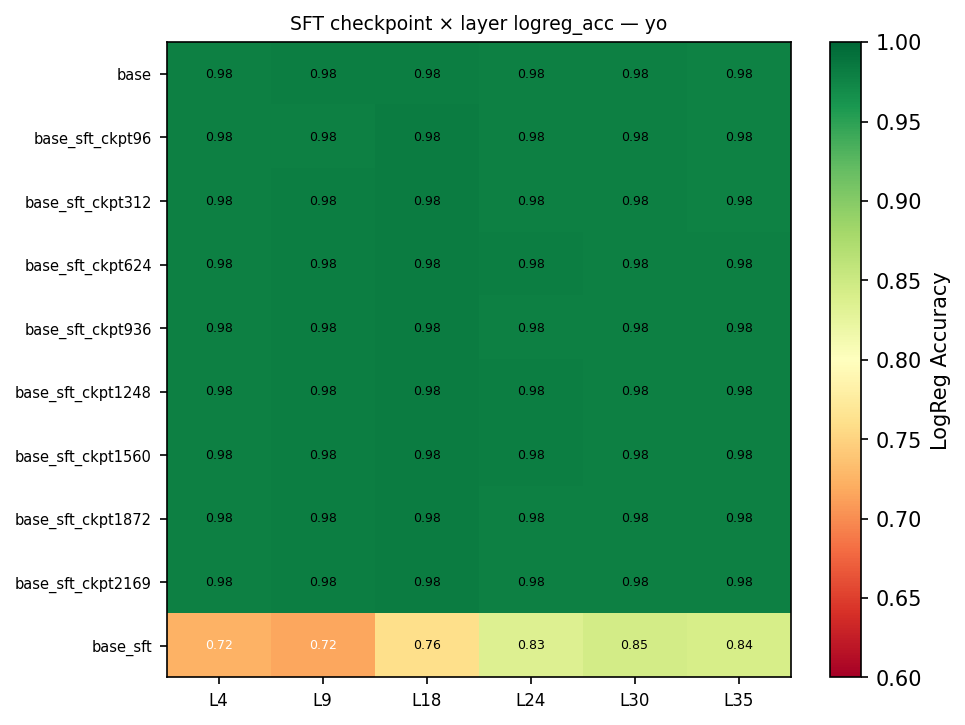 SFT checkpoint × layer logreg_acc — yo
base 0.98 0.98 0.98 0.98 0.98 0.98
base_sft_ckpt96 0.98 0.98 0.98 0.98 0.98 0.98
base_sft_ckpt312 0.98 0.98 0.98 0.98 0.98 0.98
base_sft_ckpt624 0.98 0.98 0.98 0.98 0.98 0.98
base_sft_ckpt936 0.98 0.98 0.98 0.98 0.98 0.98
base_sft_ckpt1248 0.98 0.98 0.98 0.98 0.98 0.98
base_sft_ckpt1560 0.98 0.98 0.98 0.98 0.98 0.98
base_sft_ckpt1872 0.98 0.98 0.98 0.98 0.98 0.98
base_sft_ckpt2169 0.98 0.98 0.98 0.98 0.98 0.98
base_sft 0.72 0.72 0.76 0.83 0.85 0.84
L4 L9 L18 L24 L30 L35
1.00
0.95
0.90
0.85
0.80
0.75
0.70
0.65
0.60
LogReg Accuracy